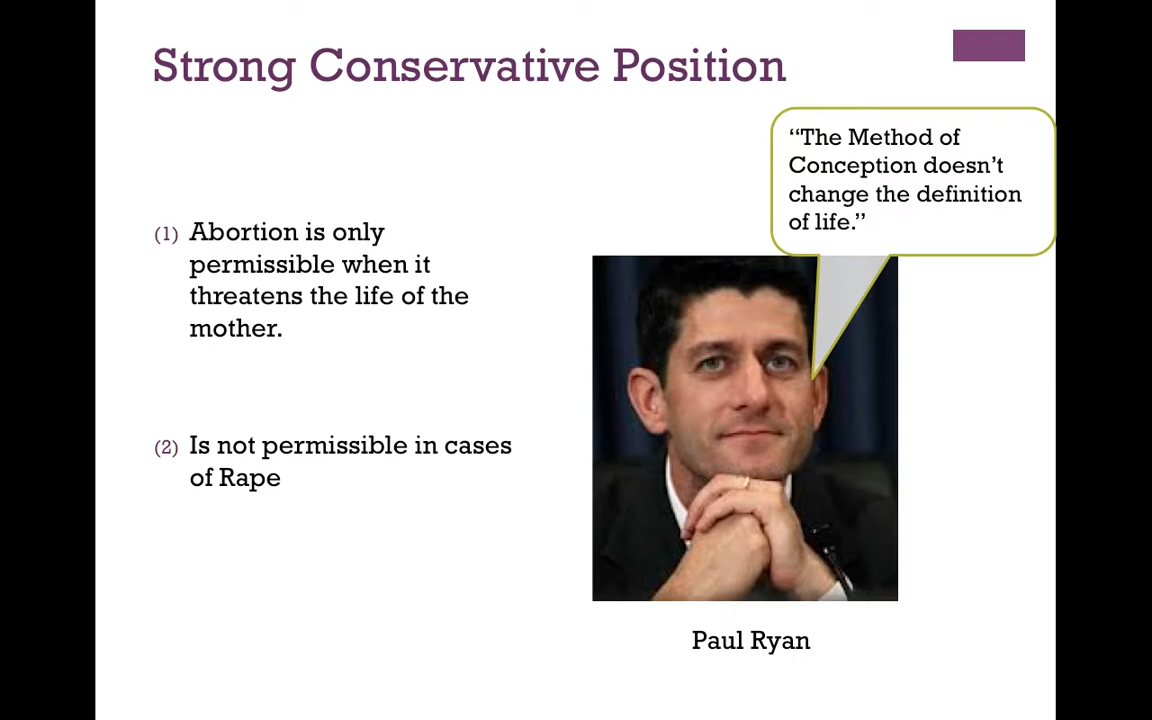 Strong Conservative Position
“The Method of
Conception doesn’t
change the definition
of life.”
(1) Abortion is only
permissible when it
threatens the life of the
mother.
(2) Is not permissible in cases
of Rape
Paul Ryan